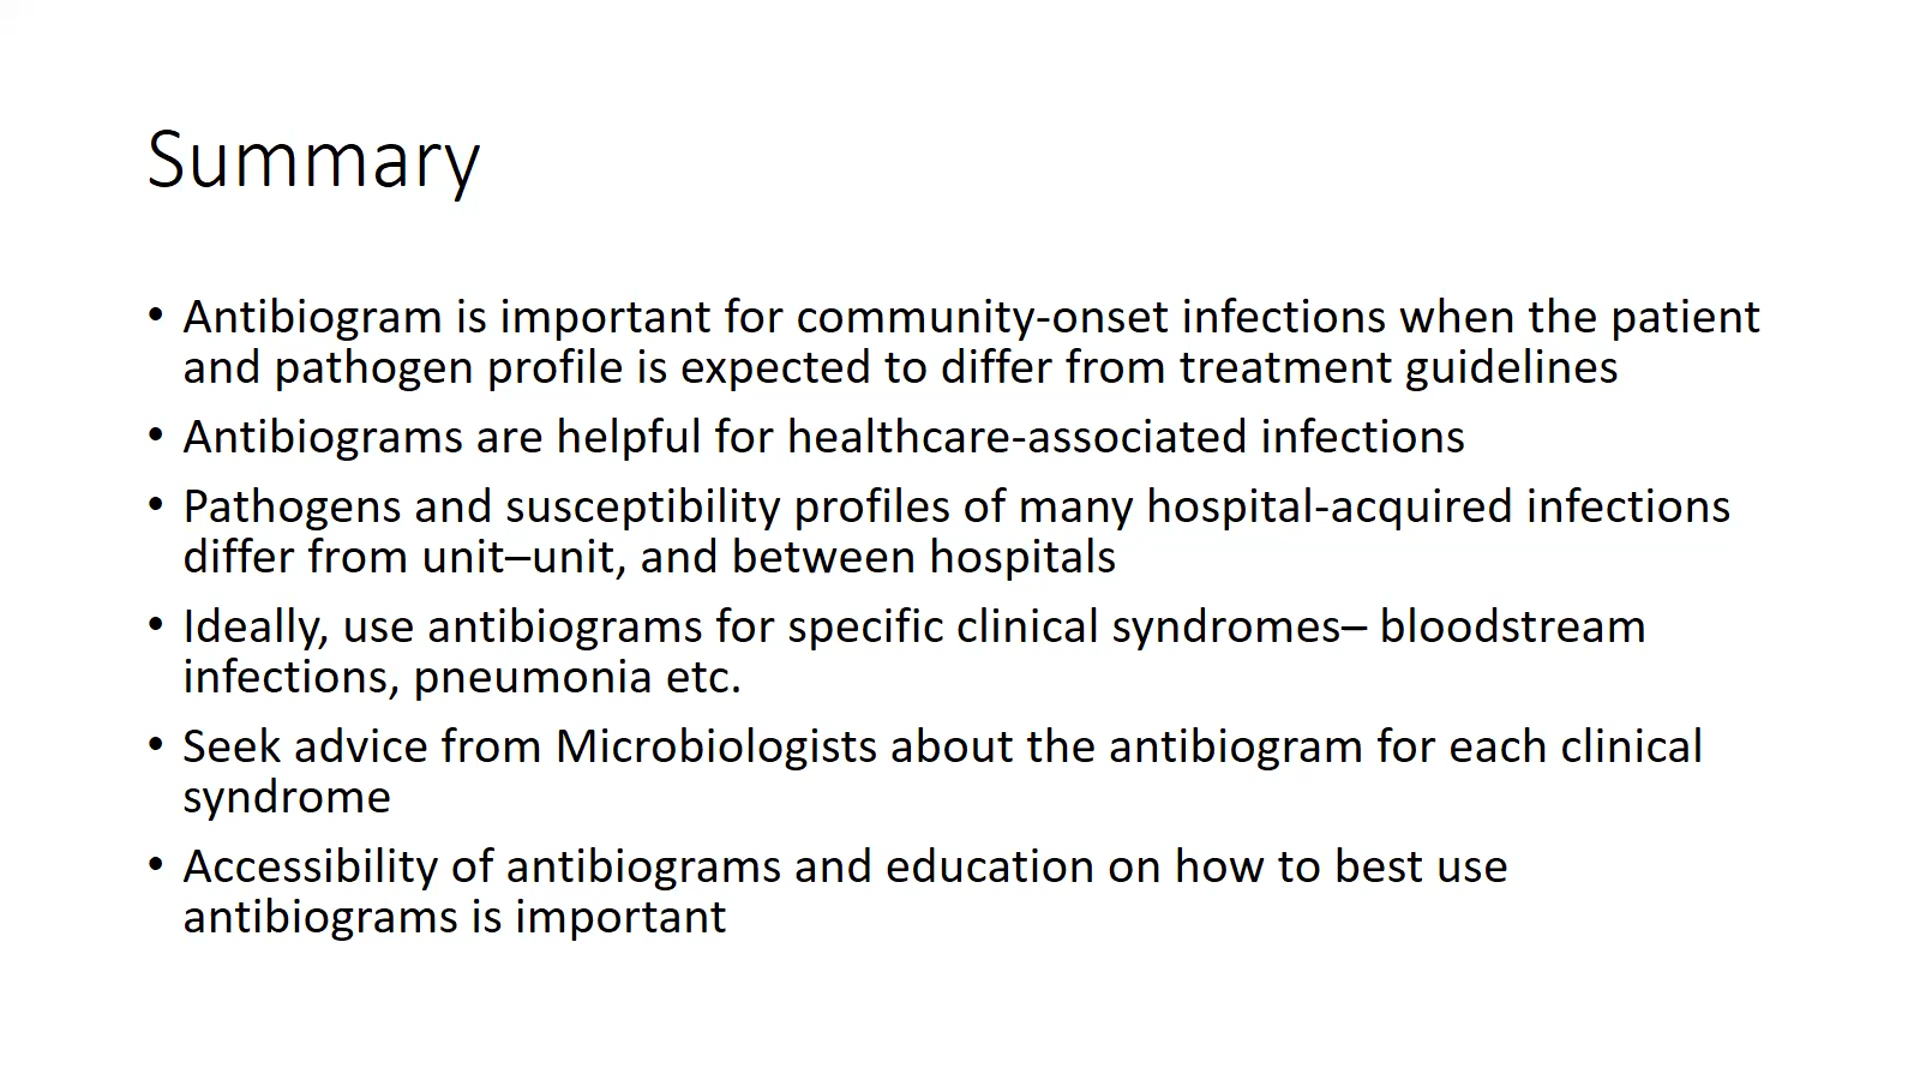 Summary
• Antibiogram is important for community-onset infections when the patient
and pathogen profile is expected to differ from treatment guidelines
• Antibiograms are helpful for healthcare-associated infections
• Pathogens and susceptibility profiles of many hospital-acquired infections
differ from unit–unit, and between hospitals
• Ideally, use antibiograms for specific clinical syndromes– bloodstream
infections, pneumonia etc.
• Seek advice from Microbiologists about the antibiogram for each clinical
syndrome
• Accessibility of antibiograms and education on how to best use
antibiograms is important